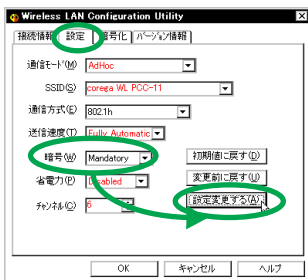 Wireless LAN Configuration Utility
接続情報 設定 暗号化 バージョン情報
通信モード(M) AdHoc
SSID(S) corega WL PCC-11
通信方式(E) 802.1h
送信速度(T) Fully Automatic
暗号(W) Mandatory 初期値に戻す(D)
省電力(P) Disabled 変更前に戻す(U)
チャンネル(C) 6 設定変更する(A)
OK キャンセル ヘルプ